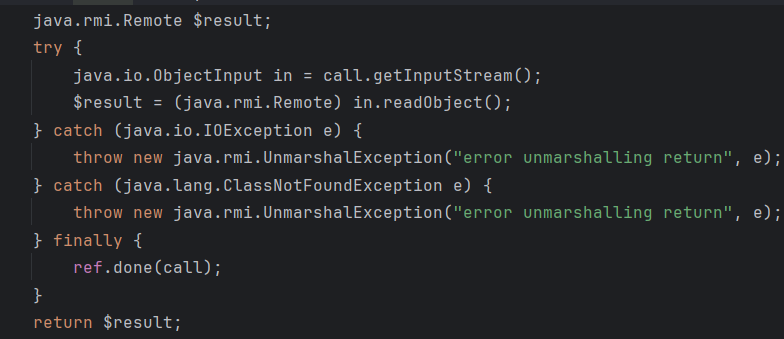 java.rmi.Remote $result;
try {
    java.io.ObjectInput in = call.getInputStream();
    $result = (java.rmi.Remote) in.readObject();
} catch (java.io.IOException e) {
    throw new java.rmi.UnmarshalException("error unmarshalling return", e);
} catch (java.lang.ClassNotFoundException e) {
    throw new java.rmi.UnmarshalException("error unmarshalling return", e);
} finally {
    ref.done(call);
}
return $result;